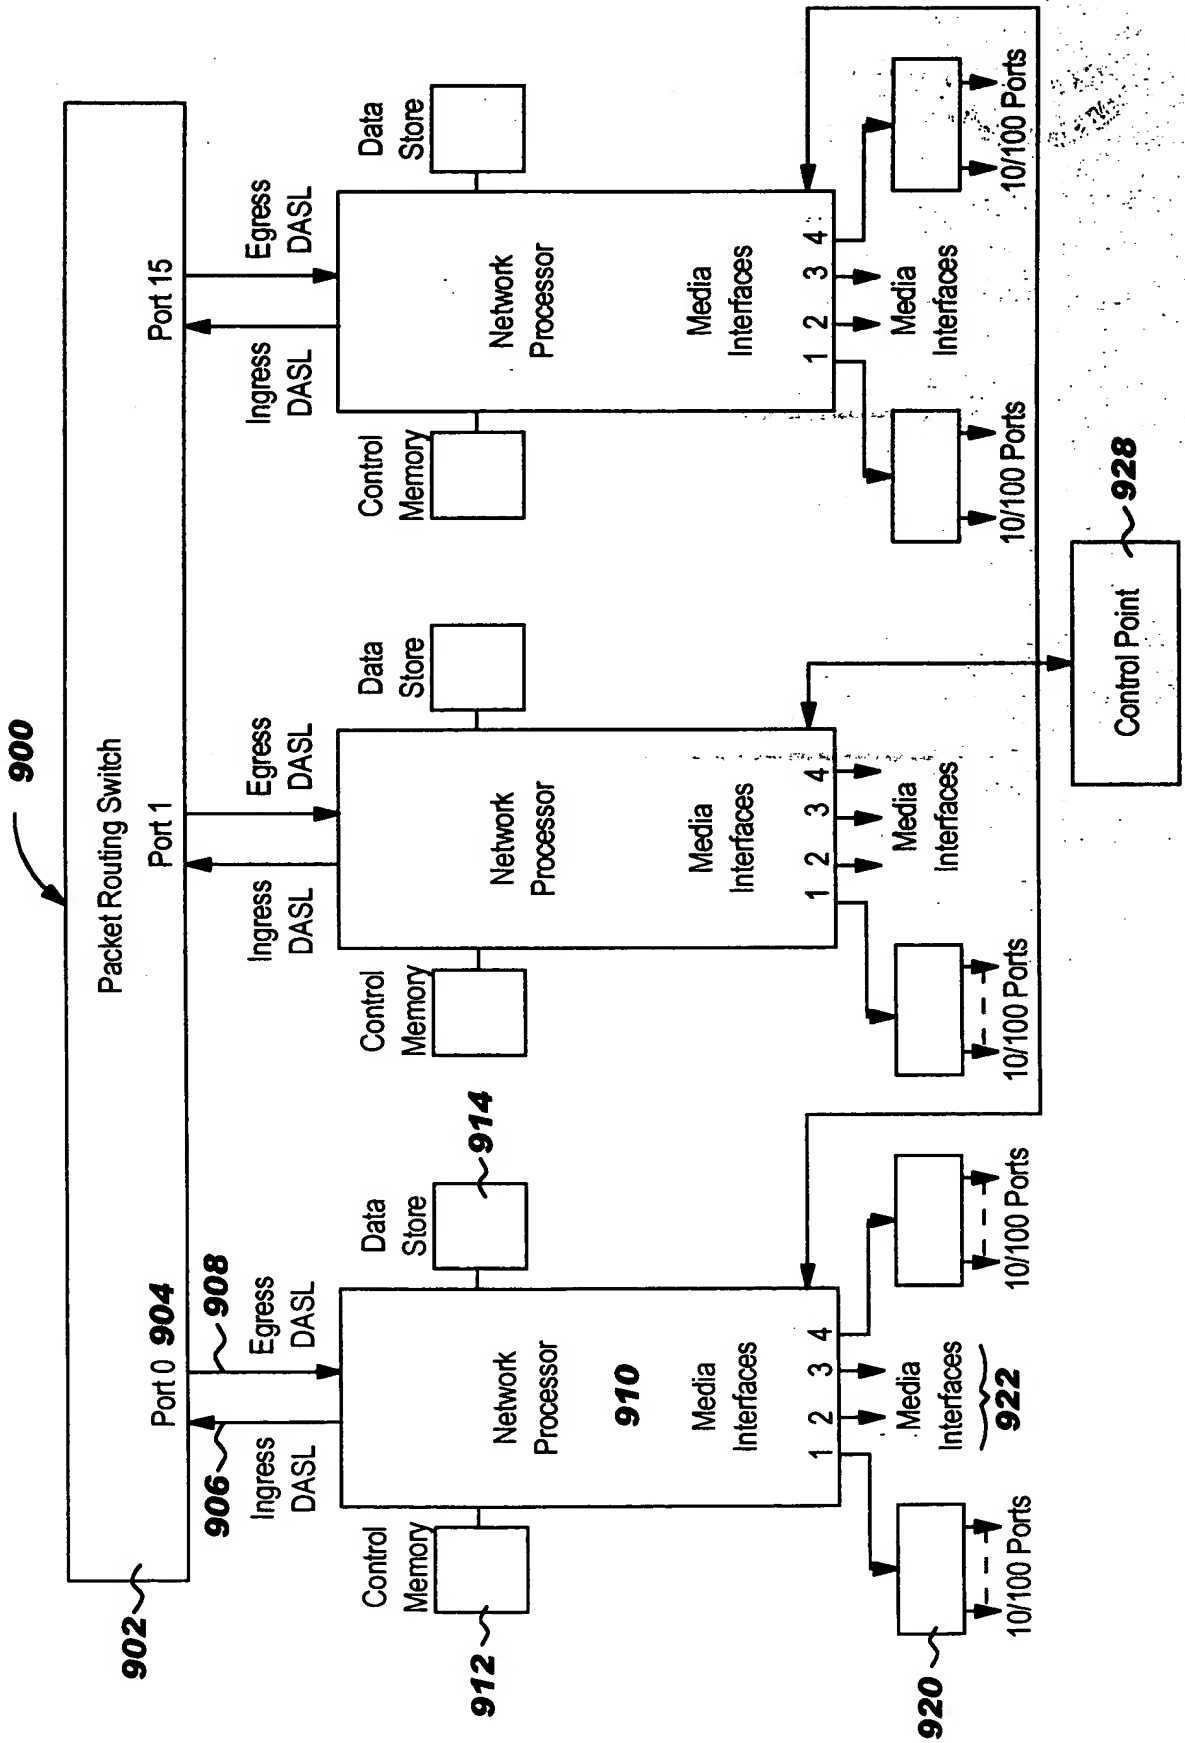 900
902
Packet Routing Switch
Port 0 904
Port 1
Port 15
906
908
Ingress
DASL
Egress
DASL
Ingress
DASL
Egress
DASL
Ingress
DASL
Egress
DASL
Control
Memory
912
Network
Processor
910
Media
Interfaces
1 2 3 4
Data
Store
914
Control
Memory
Network
Processor
Media
Interfaces
1 2 3 4
Data
Store
Control
Memory
Network
Processor
Media
Interfaces
1 2 3 4
Data
Store
920
10/100 Ports
Media
Interfaces
922
10/100 Ports
10/100 Ports
Media
Interfaces
10/100 Ports
Media
Interfaces
10/100 Ports
Control Point
928